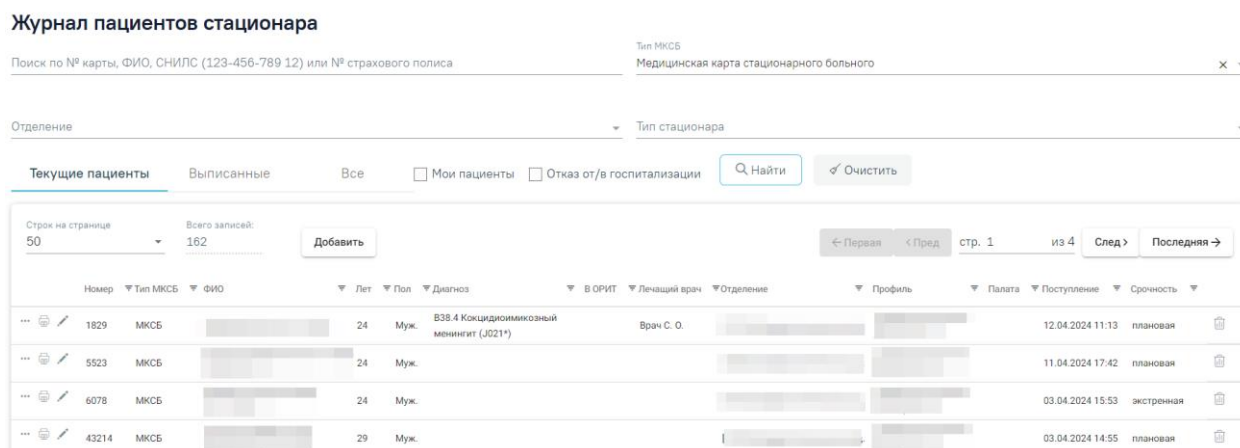 Журнал пациентов стационара
Тип МКСБ
Поиск по № карты, ФИО, СНИЛС (123-456-789 12) или № страхового полиса
Медицинская карта стационарного больного
Отделение
Тип стационара
Текущие пациенты Выписанные Все Мои пациенты Отказ от/в госпитализации Найти Очистить
Строк на странице Всего записей:
50 162 Добавить Первая Пред стр. 1 из 4 След Последняя
Номер Тип МКСБ ФИО Лет Пол Диагноз В ОРИТ Лечащий врач Отделение Профиль Палата Поступление Срочность
1829 МКСБ 24 Муж. B38.4 Кокцидиоимикозный Врач С. О. 12.04.2024 11:13 плановая
менингит (J021*)
5523 МКСБ 24 Муж. 11.04.2024 17:42 плановая
6078 МКСБ 24 Муж. 03.04.2024 15:53 экстренная
43214 МКСБ 29 Муж. 03.04.2024 14:55 плановая